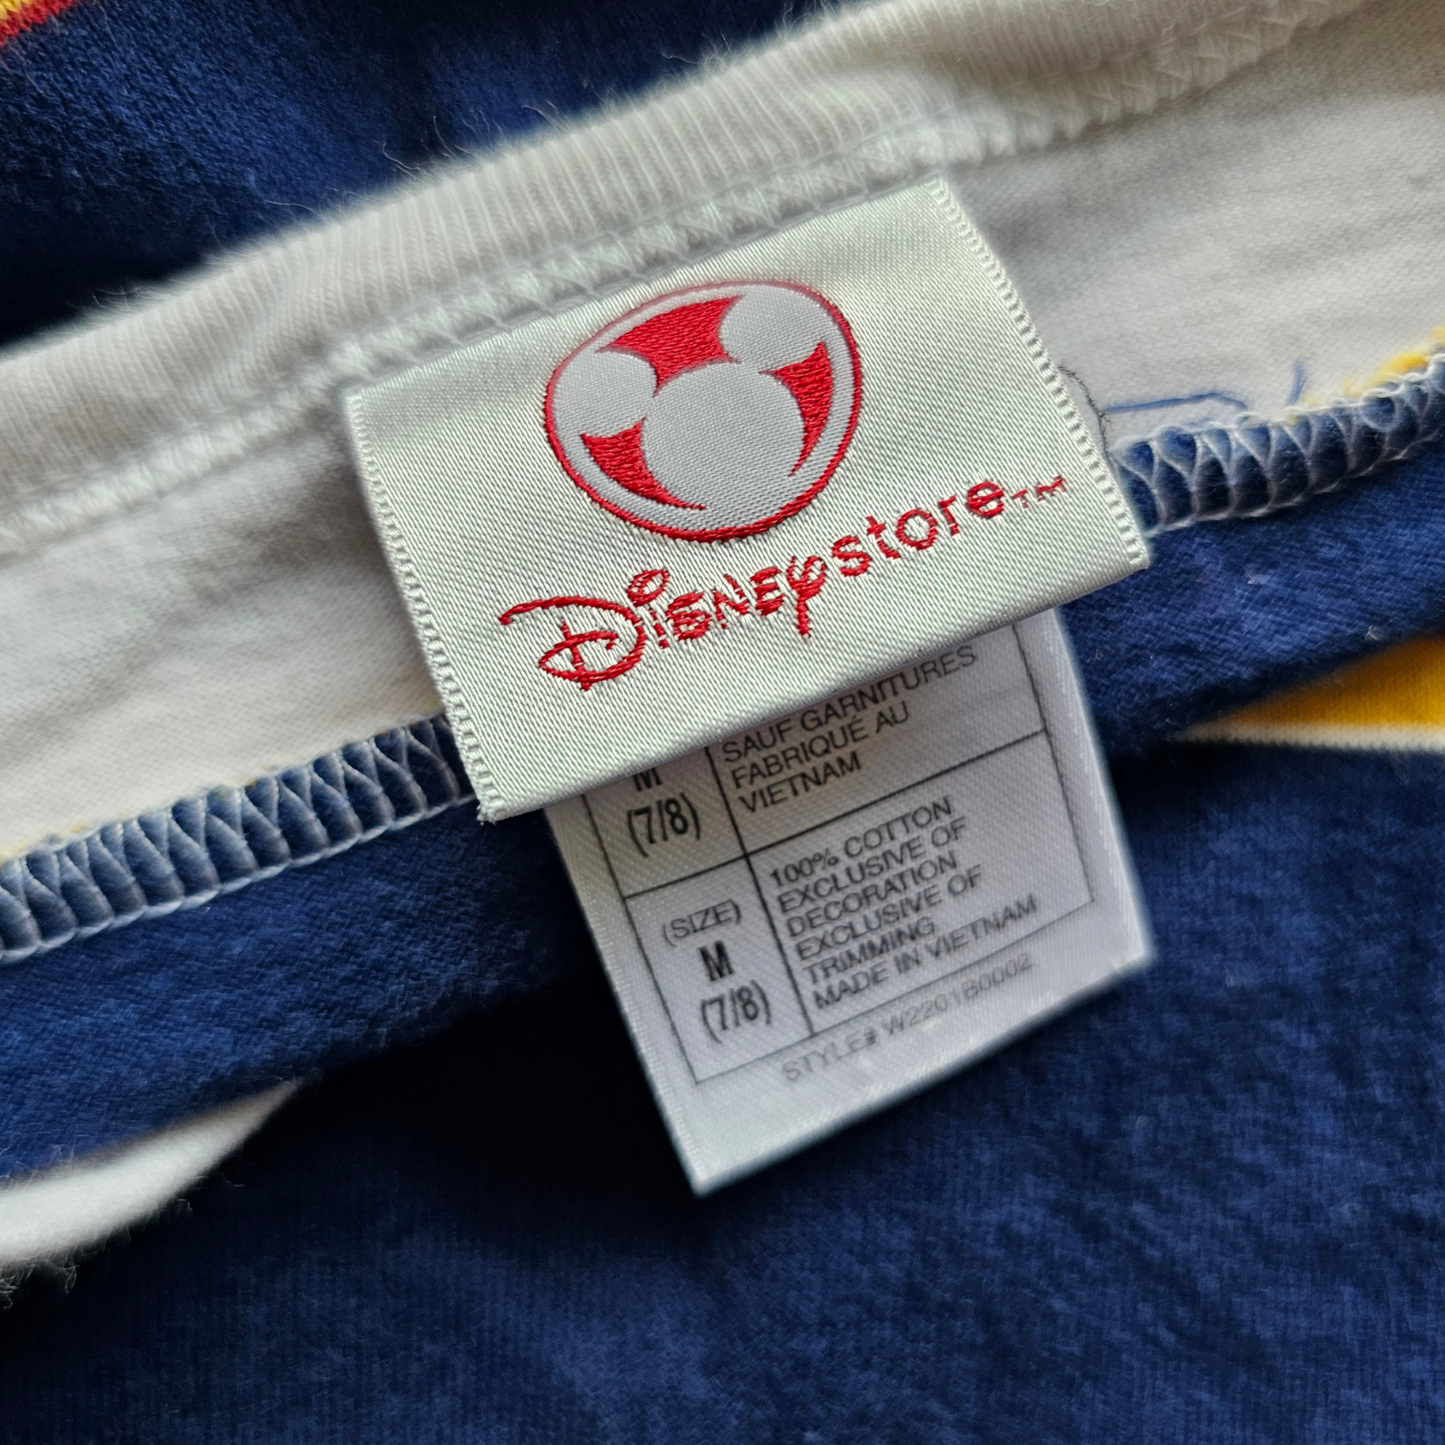 Disneystore™
M
(7/8)
SAUF GARNITURES
FABRIQUÉ AU
VIETNAM
(SIZE)
M
(7/8)
100% COTTON
EXCLUSIVE OF
DECORATION
EXCLUSIVE OF
TRIMMING
MADE IN VIETNAM
STYLE# W2201B0002